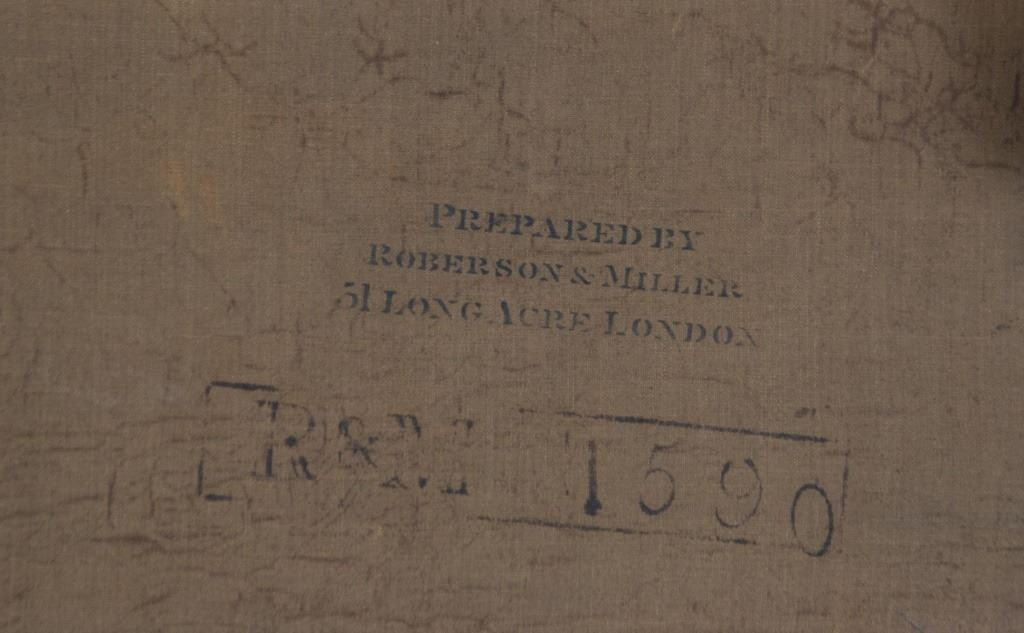 PREPARED BY
ROBERSON & MILLER
51 LONG ACRE LONDON
R & M 1590